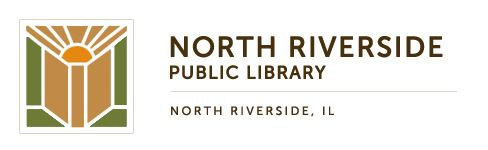 NORTH RIVERSIDE
PUBLIC LIBRARY
NORTH RIVERSIDE, IL